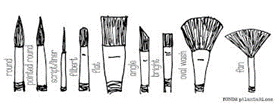 round
pointed round
script/liner
filbert
flat
angle
bright
oval wash
fan